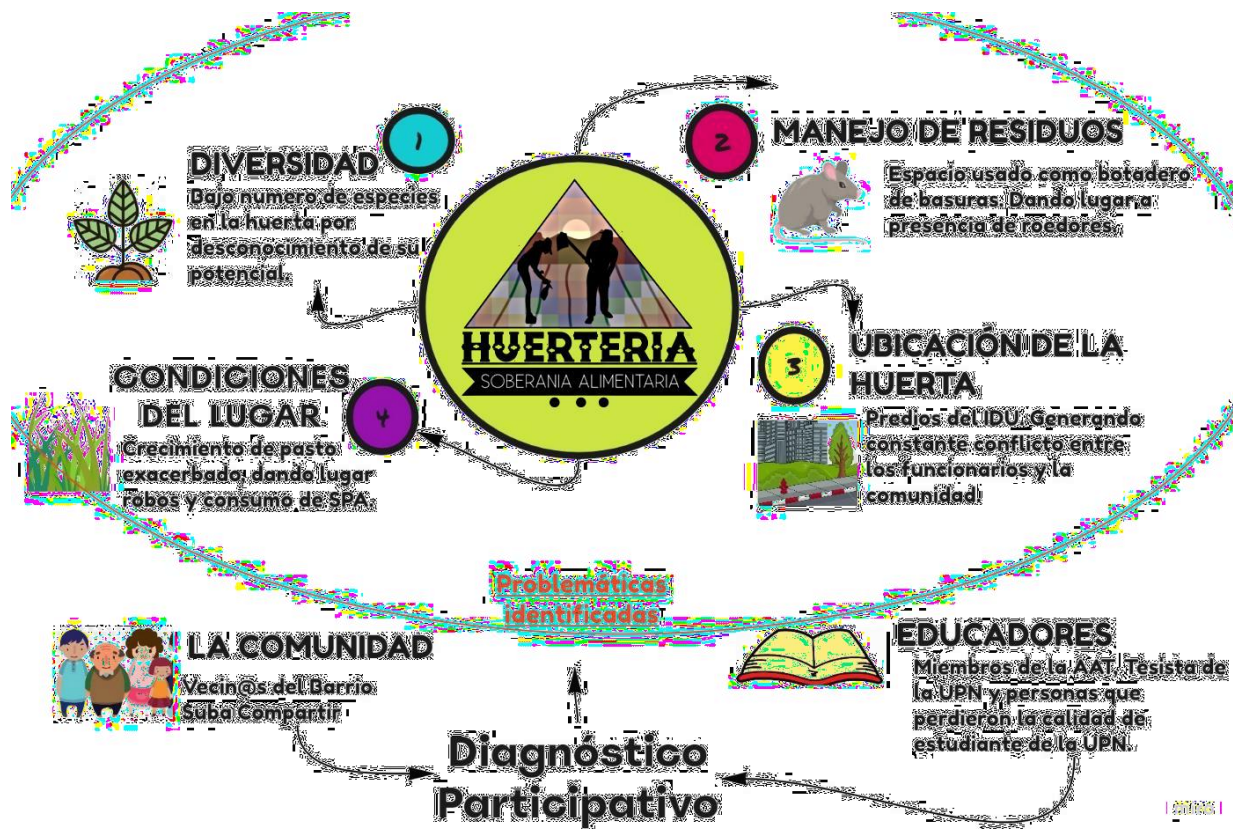 1
DIVERSIDAD
Bajo numero de especies
en la huerta por
desconocimiento de su
potencial.
2
MANEJO DE RESIDUOS
Espacio usado como botadero
de basuras. Dando lugar a
presencia de roedores.
HUERTERIA
SOBERANIA ALIMENTARIA
3
UBICACIÓN DE LA
HUERTA
Predios del IDU. Generando
constante conflicto entre
los funcionarios y la
comunidad.
4
CONDICIONES
DEL LUGAR
Crecimiento de pasto
exacerbado; dando lugar
robos y consumo de SPA.
Problemáticas
identificadas
LA COMUNIDAD
Vecin@s del Barrio
Suba Compartir
EDUCADORES
Miembros de la AAT, Tesista de
la UPN y personas que
perdieron la calidad de
estudiante de la UPN.
Diagnóstico
Participativo